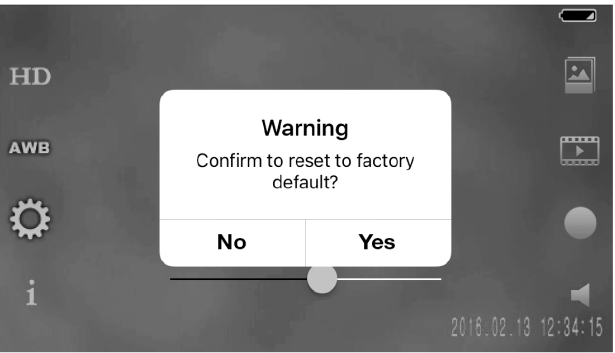 HD
AWB
i
Warning
Confirm to reset to factory
default?
No Yes
2016.02.13 12:34:15